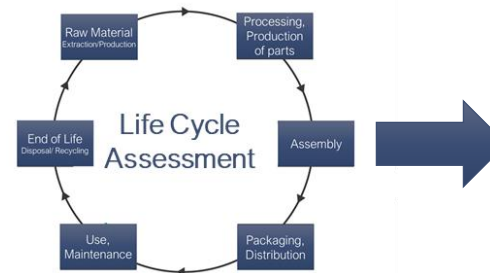 Raw Material
Extraction/Production
Processing,
Production
of parts
Life Cycle
Assessment
End of Life
Disposal/ Recycling
Assembly
Use,
Maintenance
Packaging,
Distribution